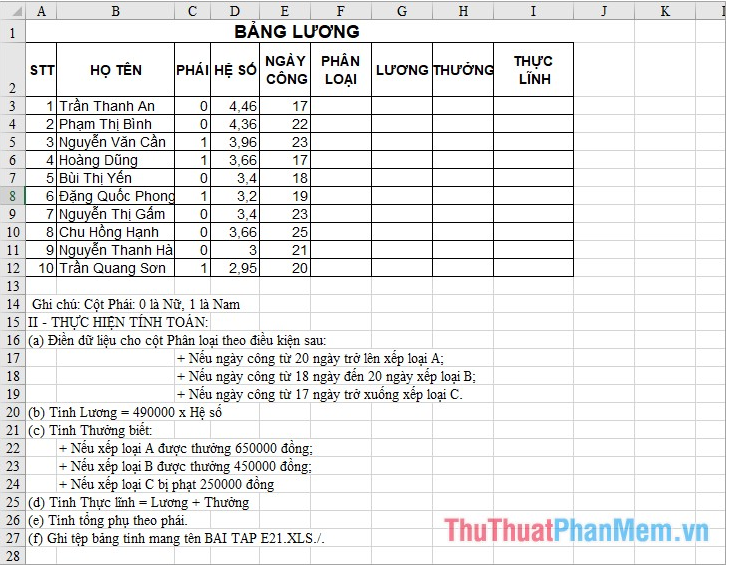 A B C D E F G H I J K
1 BẢNG LƯƠNG
2 STT HỌ TÊN PHÁI HỆ SỐ NGÀY CÔNG PHÂN LOẠI LƯƠNG THƯỞNG THỰC LĨNH
3 1 Trần Thanh An 0 4,46 17
4 2 Phạm Thị Bình 0 4,36 22
5 3 Nguyễn Văn Cần 1 3,96 23
6 4 Hoàng Dũng 1 3,66 17
7 5 Bùi Thị Yến 0 3,4 18
8 6 Đặng Quốc Phong 1 3,2 19
9 7 Nguyễn Thị Gấm 0 3,4 23
10 8 Chu Hồng Hạnh 0 3,66 25
11 9 Nguyễn Thanh Hà 0 3 21
12 10 Trần Quang Sơn 1 2,95 20
13
14 Ghi chú: Cột Phái: 0 là Nữ, 1 là Nam
15 II - THỰC HIỆN TÍNH TOÁN:
16 (a) Điền dữ liệu cho cột Phân loại theo điều kiện sau:
17 + Nếu ngày công từ 20 ngày trở lên xếp loại A;
18 + Nếu ngày công từ 18 ngày đến 20 ngày xếp loại B;
19 + Nếu ngày công từ 17 ngày trở xuống xếp loại C.
20 (b) Tính Lương = 490000 x Hệ số
21 (c) Tính Thưởng biết:
22 + Nếu xếp loại A được thưởng 650000 đồng;
23 + Nếu xếp loại B được thưởng 450000 đồng;
24 + Nếu xếp loại C bị phạt 250000 đồng
25 (d) Tính Thực lĩnh = Lương + Thưởng
26 (e) Tính tổng phụ theo phái.
27 (f) Ghi tệp bảng tính mang tên BAI TAP E21.XLS./.
28
ThuThuatPhanMem.vn